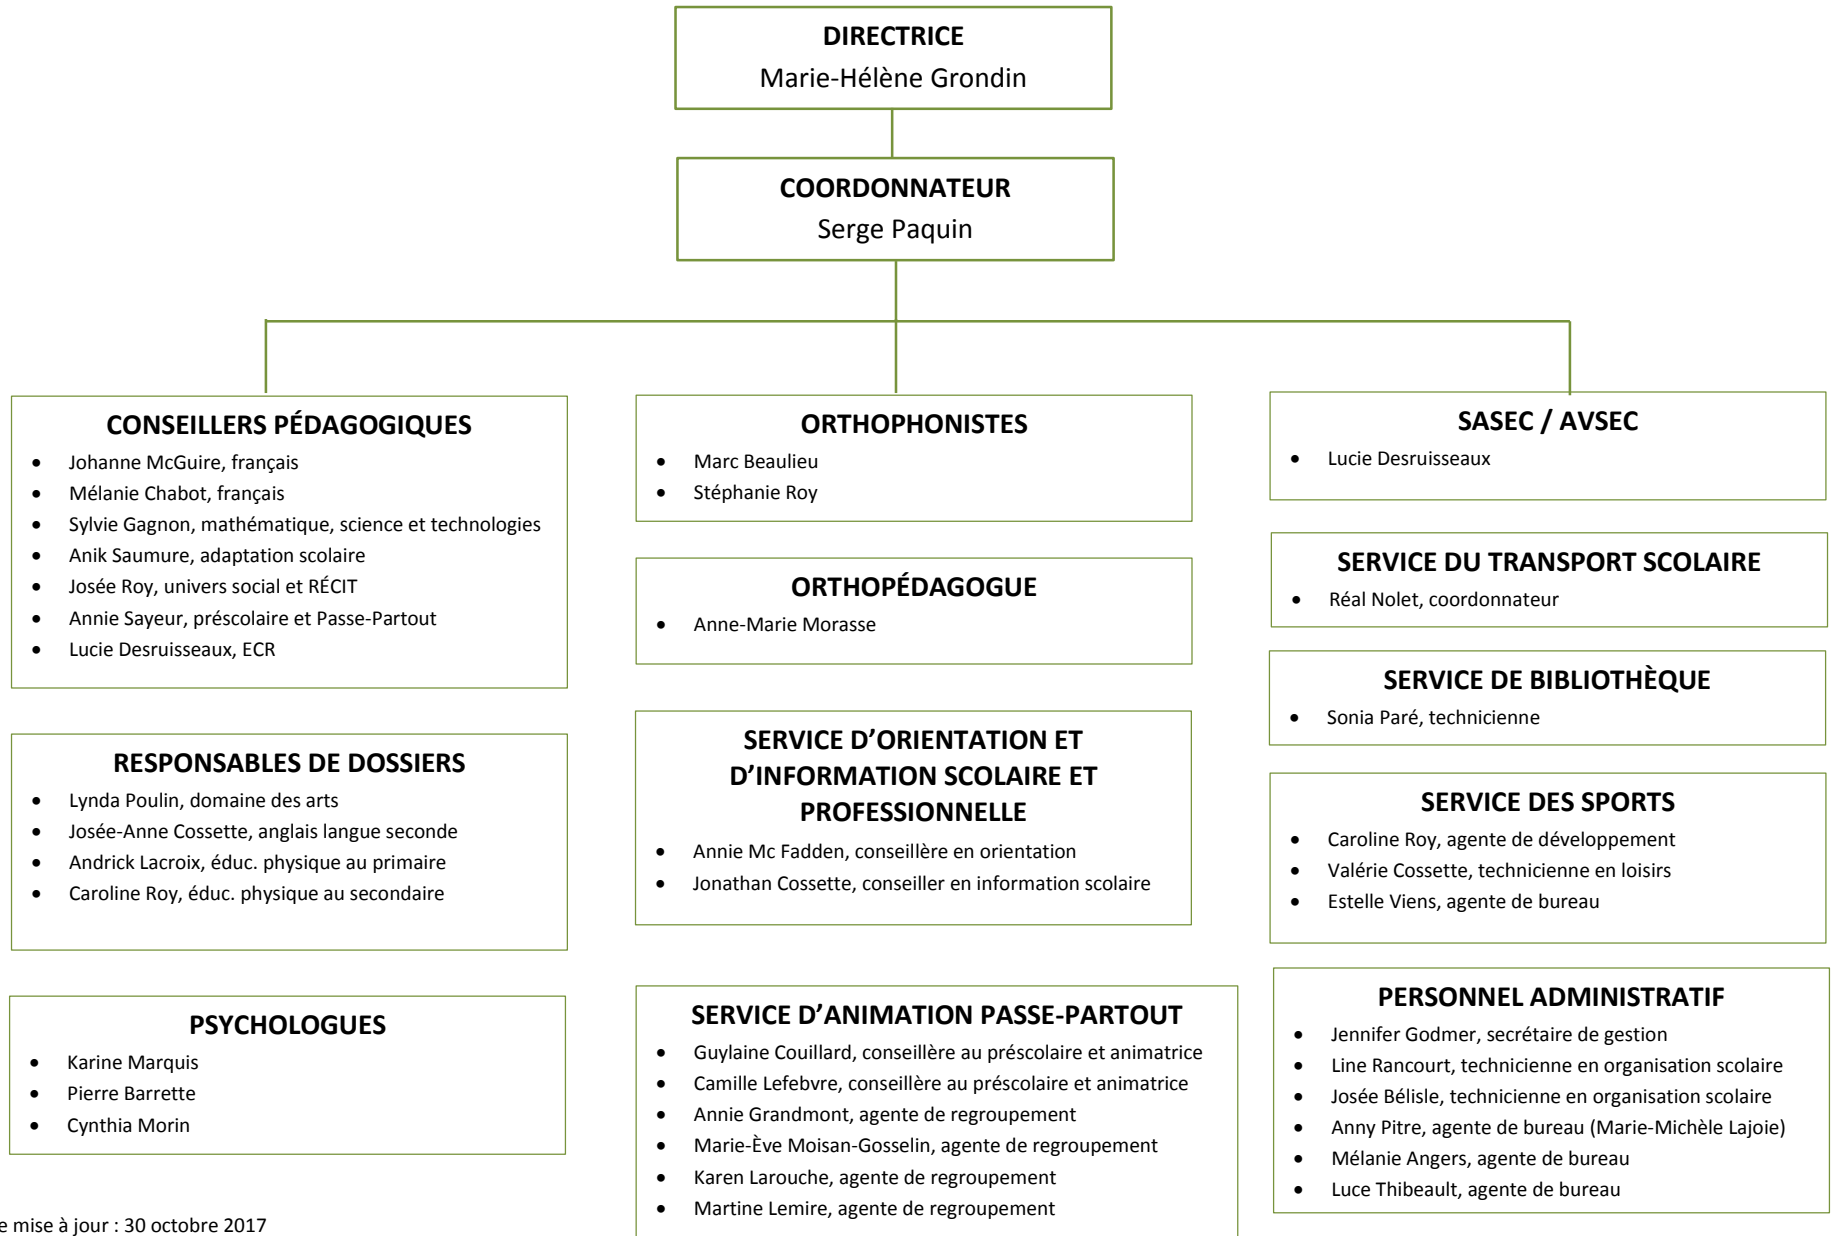 DIRECTRICE
Marie-Hélène Grondin
COORDONNATEUR
Serge Paquin
CONSEILLERS PÉDAGOGIQUES
• Johanne McGuire, français
• Mélanie Chabot, français
• Sylvie Gagnon, mathématique, science et technologies
• Anik Saumure, adaptation scolaire
• Josée Roy, univers social et RÉCIT
• Annie Sayeur, préscolaire et Passe-Partout
• Lucie Desruisseaux, ECR
RESPONSABLES DE DOSSIERS
• Lynda Poulin, domaine des arts
• Josée-Anne Cossette, anglais langue seconde
• Andrick Lacroix, éduc. physique au primaire
• Caroline Roy, éduc. physique au secondaire
PSYCHOLOGUES
• Karine Marquis
• Pierre Barrette
• Cynthia Morin
ORTHOPHONISTES
• Marc Beaulieu
• Stéphanie Roy
ORTHOPÉDAGOGUE
• Anne-Marie Morasse
SERVICE D’ORIENTATION ET
D’INFORMATION SCOLAIRE ET
PROFESSIONNELLE
• Annie Mc Fadden, conseillère en orientation
• Jonathan Cossette, conseiller en information scolaire
SERVICE D’ANIMATION PASSE-PARTOUT
• Guylaine Couillard, conseillère au préscolaire et animatrice
• Camille Lefebvre, conseillère au préscolaire et animatrice
• Annie Grandmont, agente de regroupement
• Marie-Ève Moisan-Gosselin, agente de regroupement
• Karen Larouche, agente de regroupement
• Martine Lemire, agente de regroupement
SASEC / AVSEC
• Lucie Desruisseaux
SERVICE DU TRANSPORT SCOLAIRE
• Réal Nolet, coordonnateur
SERVICE DE BIBLIOTHÈQUE
• Sonia Paré, technicienne
SERVICE DES SPORTS
• Caroline Roy, agente de développement
• Valérie Cossette, technicienne en loisirs
• Estelle Viens, agente de bureau
PERSONNEL ADMINISTRATIF
• Jennifer Godmer, secrétaire de gestion
• Line Rancourt, technicienne en organisation scolaire
• Josée Bélisle, technicienne en organisation scolaire
• Anny Pitre, agente de bureau (Marie-Michèle Lajoie)
• Mélanie Angers, agente de bureau
• Luce Thibeault, agente de bureau
e mise à jour : 30 octobre 2017